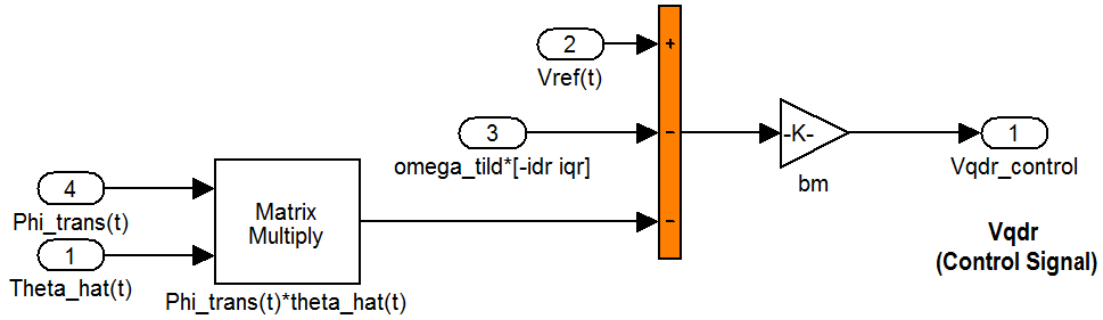 2
Vref(t)
+
3
omega_tild*[-idr iqr]
−
-K-
bm
1
Vqdr_control
4
Phi_trans(t)
1
Theta_hat(t)
Matrix
Multiply
Phi_trans(t)*theta_hat(t)
−
Vqdr
(Control Signal)